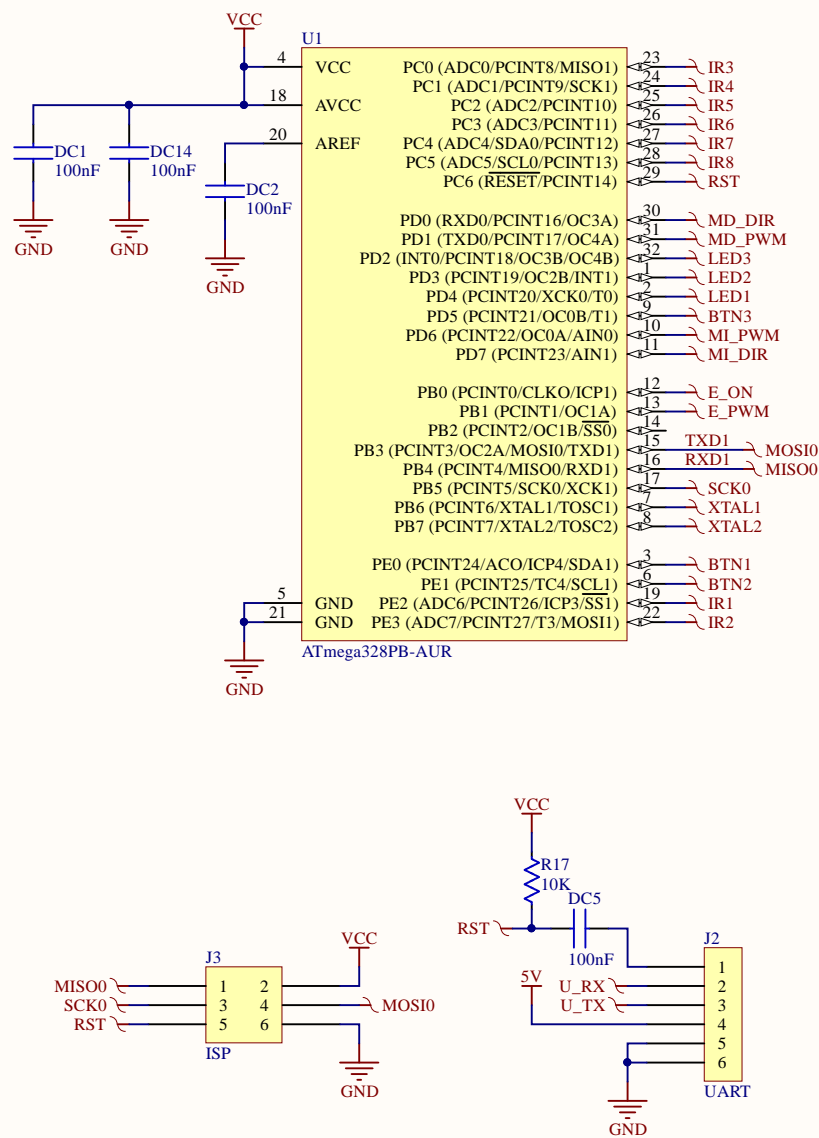 VCC
U1
4 VCC PC0 (ADC0/PCINT8/MISO1) 23 IR3
PC1 (ADC1/PCINT9/SCK1) 24 IR4
18 AVCC PC2 (ADC2/PCINT10) 25 IR5
PC3 (ADC3/PCINT11) 26 IR6
20 AREF PC4 (ADC4/SDA0/PCINT12) 27 IR7
PC5 (ADC5/SCL0/PCINT13) 28 IR8
PC6 (RESET/PCINT14) 29 RST
DC1
100nF
DC14
100nF
DC2
100nF
GND
GND
GND
PD0 (RXD0/PCINT16/OC3A) 30 MD_DIR
PD1 (TXD0/PCINT17/OC4A) 31 MD_PWM
PD2 (INT0/PCINT18/OC3B/OC4B) 32 LED3
PD3 (PCINT19/OC2B/INT1) 1 LED2
PD4 (PCINT20/XCK0/T0) 2 LED1
PD5 (PCINT21/OC0B/T1) 9 BTN3
PD6 (PCINT22/OC0A/AIN0) 10 MI_PWM
PD7 (PCINT23/AIN1) 11 MI_DIR
PB0 (PCINT0/CLKO/ICP1) 12 E_ON
PB1 (PCINT1/OC1A) 13 E_PWM
PB2 (PCINT2/OC1B/SS0) 14
PB3 (PCINT3/OC2A/MOSI0/TXD1) 15 TXD1 MOSI0
PB4 (PCINT4/MISO0/RXD1) 16 RXD1 MISO0
PB5 (PCINT5/SCK0/XCK1) 17 SCK0
PB6 (PCINT6/XTAL1/TOSC1) 7 XTAL1
PB7 (PCINT7/XTAL2/TOSC2) 8 XTAL2
PE0 (PCINT24/ACO/ICP4/SDA1) 3 BTN1
PE1 (PCINT25/TC4/SCL1) 6 BTN2
5 GND PE2 (ADC6/PCINT26/ICP3/SS1) 19 IR1
21 GND PE3 (ADC7/PCINT27/T3/MOSI1) 22 IR2
ATmega328PB-AUR
GND
J3
VCC
MISO0 1 2
SCK0 3 4 MOSI0
RST 5 6
ISP
GND
VCC
R17
10K
DC5
RST
100nF
J2
5V
1
U_RX 2
U_TX 3
4
5
6
UART
GND